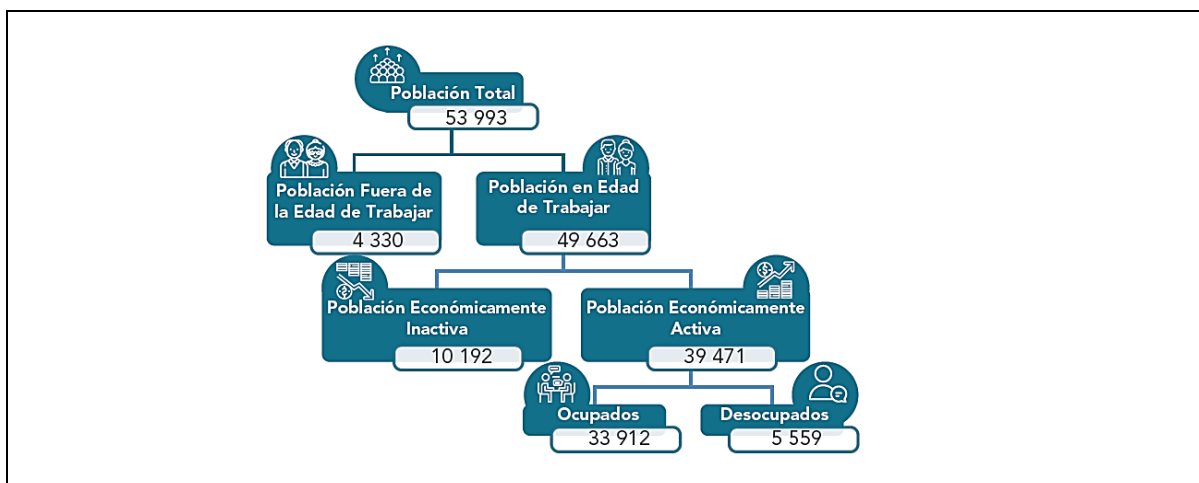 Población Total
53 993
Población Fuera de
la Edad de Trabajar
4 330
Población en Edad
de Trabajar
49 663
Población Económicamente
Inactiva
10 192
Población Económicamente
Activa
39 471
Ocupados
33 912
Desocupados
5 559